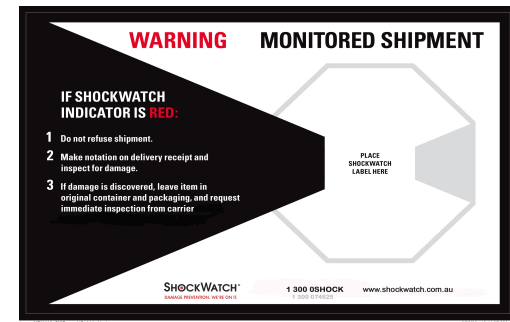 WARNING MONITORED SHIPMENT
IF SHOCKWATCH
INDICATOR IS RED:
1 Do not refuse shipment.
2 Make notation on delivery receipt and
inspect for damage.
3 If damage is discovered, leave item in
original container and packaging, and request
immediate inspection from carrier
PLACE
SHOCKWATCH
LABEL HERE
SHOCKWATCH
DAMAGE PREVENTION. WE'RE ON IT.
1 300 0SHOCK www.shockwatch.com.au
1 300 074625